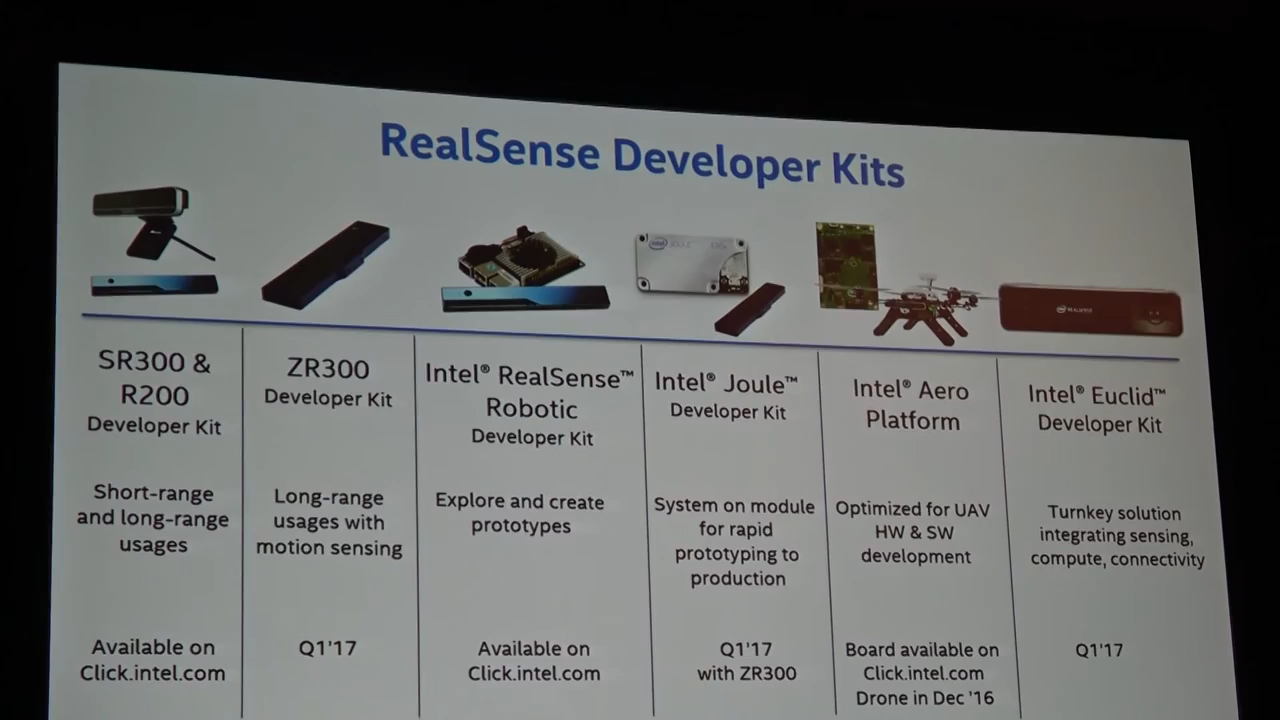 RealSense Developer Kits
SR300 &
R200
Developer Kit
Short-range
and long-range
usages
Available on
Click.intel.com
ZR300
Developer Kit
Long-range
usages with
motion sensing
Q1'17
Intel® RealSense™
Robotic
Developer Kit
Explore and create
prototypes
Available on
Click.intel.com
intel
Intel® Joule™
Developer Kit
System on module
for rapid
prototyping to
production
Q1'17
with ZR300
Intel® Aero
Platform
Optimized for UAV
HW & SW
development
Board available on
Click.intel.com
Drone in Dec '16
intel REALSENSE
Intel® Euclid™
Developer Kit
Turnkey solution
integrating sensing,
compute, connectivity
Q1'17